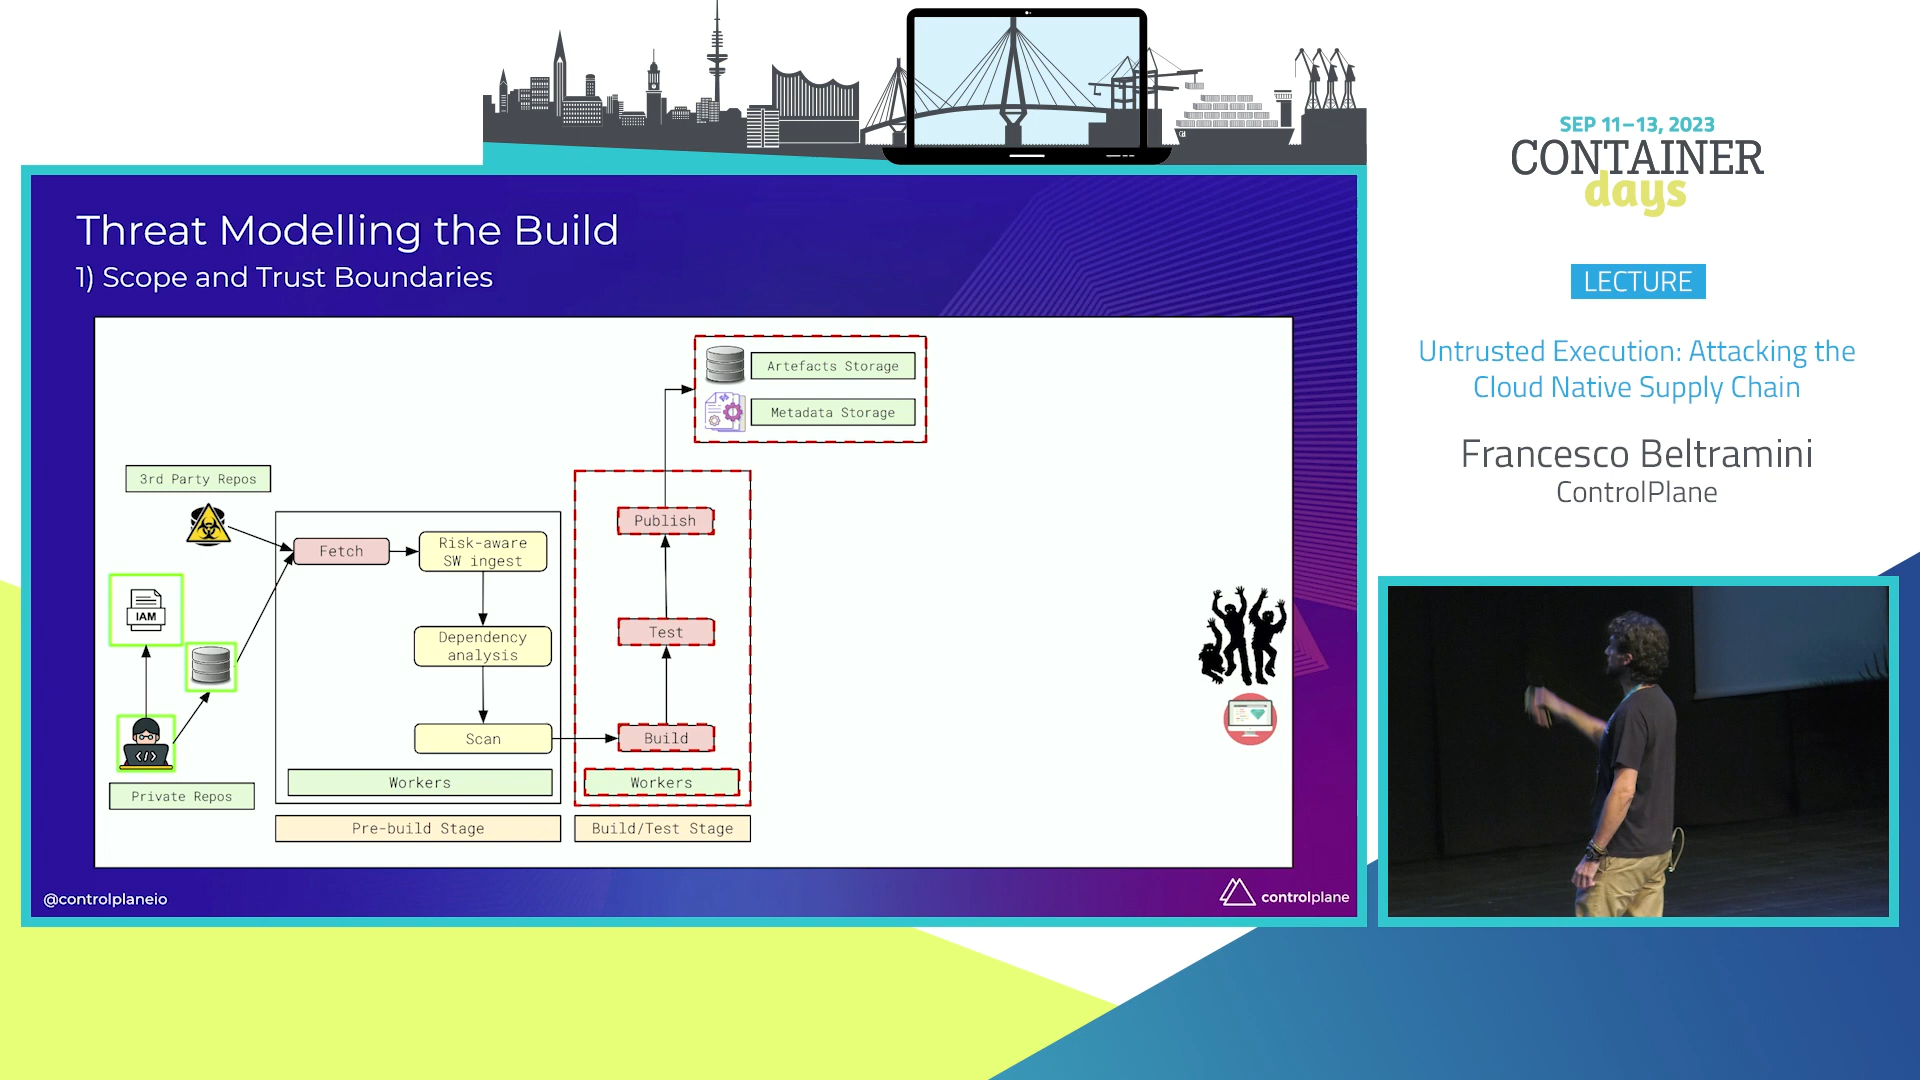 SEP 11–13, 2023
CONTAINER
days
LECTURE
Untrusted Execution: Attacking the
Cloud Native Supply Chain
Francesco Beltramini
ControlPlane
Threat Modelling the Build
1) Scope and Trust Boundaries
Artefacts Storage
Metadata Storage
3rd Party Repos
Fetch
Risk-aware
SW ingest
Publish
IAM
Dependency
analysis
Test
Scan
Build
Workers
Workers
Private Repos
Pre-build Stage
Build/Test Stage
@controlplaneio
controlplane